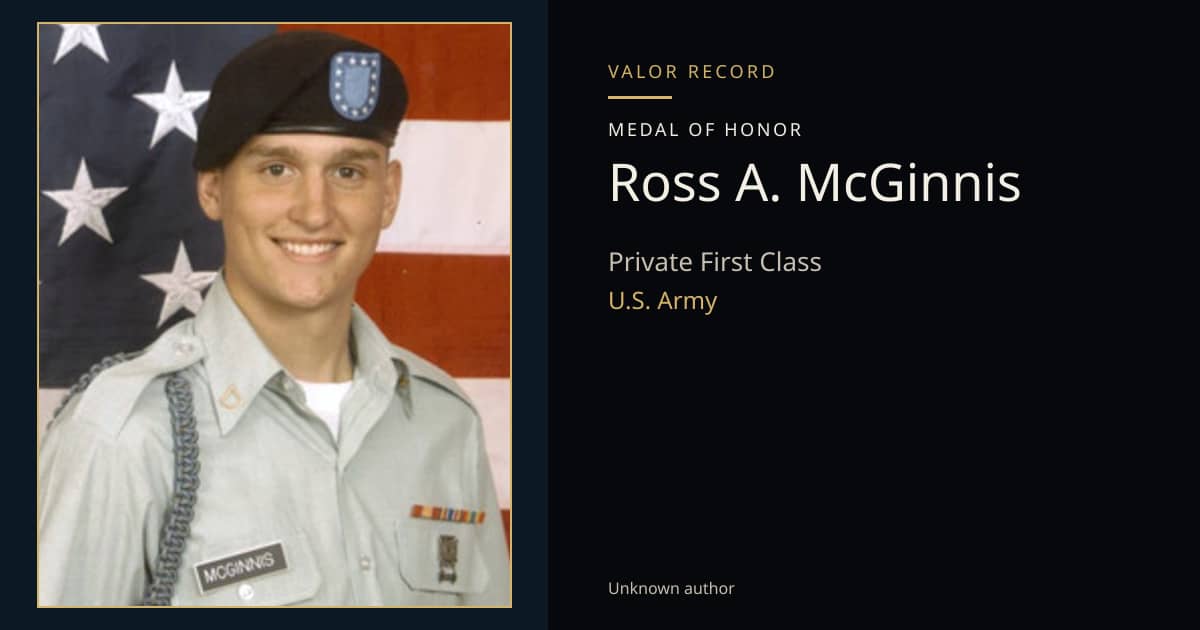 VALOR RECORD
MEDAL OF HONOR
Ross A. McGinnis
Private First Class
U.S. Army
MCGINNIS
Unknown author